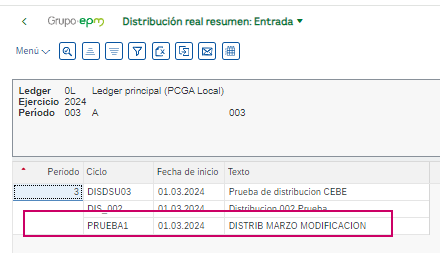 Grupo·epm Distribución real resumen: Entrada
Menú
Ledger 0L Ledger principal (PCGA Local)
Ejercicio 2024
Periodo 003 A 003
Período Ciclo Fecha de inicio Texto
3 DISDSU03 01.03.2024 Prueba de distribucion CEBE
DIS_002 01.03.2024 Distribucion 002 Prueba
PRUEBA1 01.03.2024 DISTRIB MARZO MODIFICACION